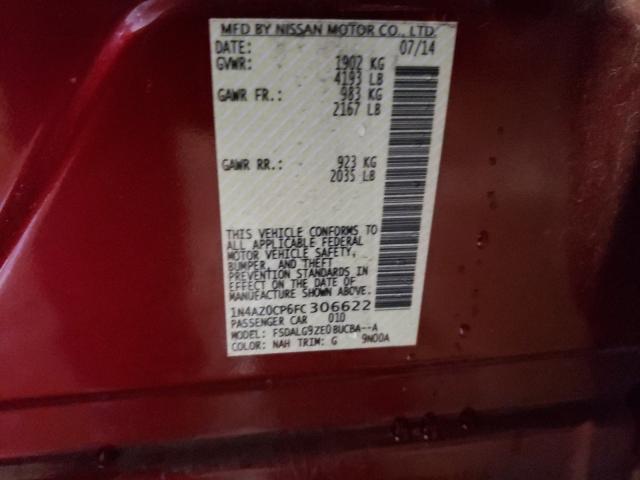 MFD BY NISSAN MOTOR CO., LTD.
DATE: 07/14
GVWR: 1902 KG
4193 LB
GAWR FR.: 983 KG
2167 LB
GAWR RR.: 923 KG
2035 LB
THIS VEHICLE CONFORMS TO
ALL APPLICABLE FEDERAL
MOTOR VEHICLE SAFETY,
BUMPER, AND THEFT
PREVENTION STANDARDS IN
EFFECT ON THE DATE OF
MANUFACTURE SHOWN ABOVE.
1N4AZ0CP6FC306622
PASSENGER CAR 010
MODEL: FSDALG9ZE0BUCBA--A
COLOR: NAH TRIM: G 9N00A